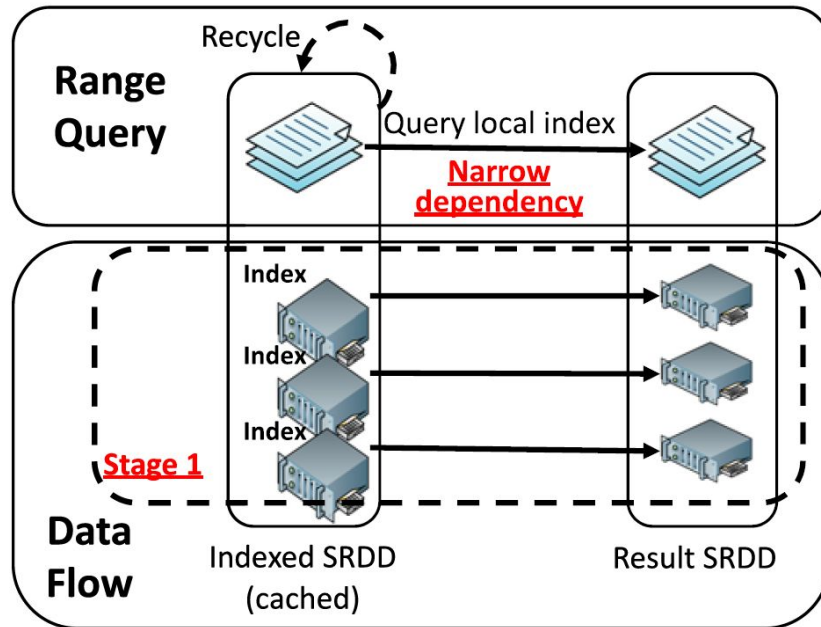 Recycle
Range
Query
Query local index
Narrow
dependency
Index
Index
Index
Stage 1
Data
Flow
Indexed SRDD
(cached)
Result SRDD